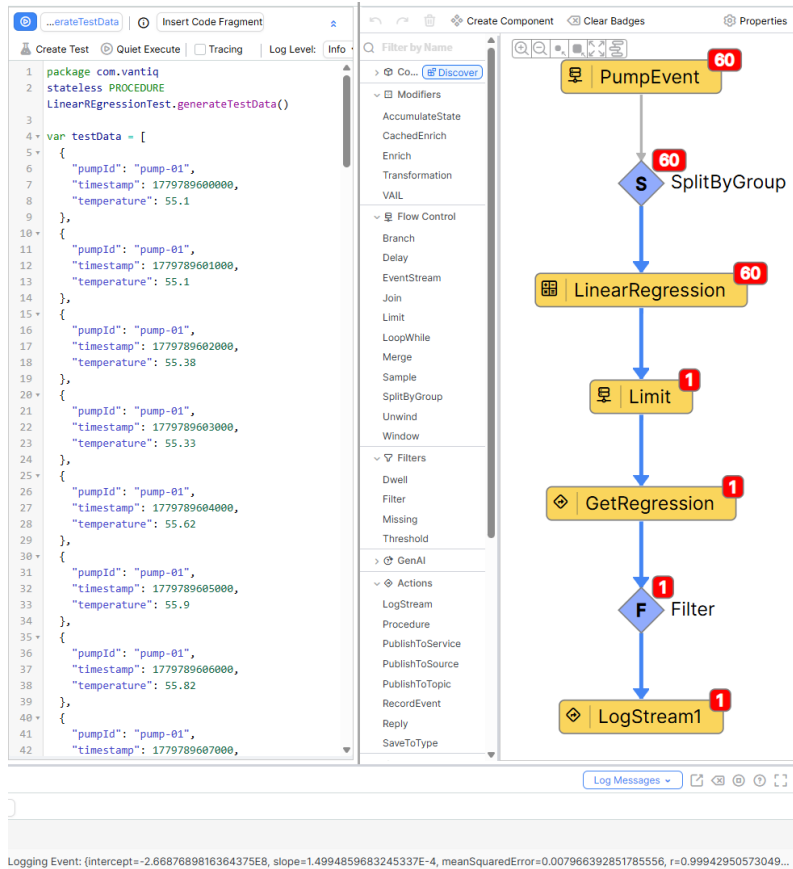 ...erateTestData
Insert Code Fragment
Create Test
Quiet Execute
Tracing
Log Level:
Info
1 package com.vantiq
2 stateless PROCEDURE
LinearREgressionTest.generateTestData()
3
4 var testData = [
5 {
6 "pumpId": "pump-01",
7 "timestamp": 1779789600000,
8 "temperature": 55.1
9 },
10 {
11 "pumpId": "pump-01",
12 "timestamp": 1779789601000,
13 "temperature": 55.1
14 },
15 {
16 "pumpId": "pump-01",
17 "timestamp": 1779789602000,
18 "temperature": 55.38
19 },
20 {
21 "pumpId": "pump-01",
22 "timestamp": 1779789603000,
23 "temperature": 55.33
24 },
25 {
26 "pumpId": "pump-01",
27 "timestamp": 1779789604000,
28 "temperature": 55.62
29 },
30 {
31 "pumpId": "pump-01",
32 "timestamp": 1779789605000,
33 "temperature": 55.9
34 },
35 {
36 "pumpId": "pump-01",
37 "timestamp": 1779789606000,
38 "temperature": 55.82
39 },
40 {
41 "pumpId": "pump-01",
42 "timestamp": 1779789607000,
Create Component
Clear Badges
Properties
Filter by Name
Co...
Discover
Modifiers
AccumulateState
CachedEnrich
Enrich
Transformation
VAIL
Flow Control
Branch
Delay
EventStream
Join
Limit
LoopWhile
Merge
Sample
SplitByGroup
Unwind
Window
Filters
Dwell
Filter
Missing
Threshold
GenAI
Actions
LogStream
Procedure
PublishToService
PublishToSource
PublishToTopic
RecordEvent
Reply
SaveToType
60
PumpEvent
60
S
SplitByGroup
60
LinearRegression
1
Limit
1
GetRegression
1
F
Filter
1
LogStream1
Log Messages
Logging Event: {intercept=-2.6687689816364375E8, slope=1.4994859683245337E-4, meanSquaredError=0.007966392851785556, r=0.99942950573049...